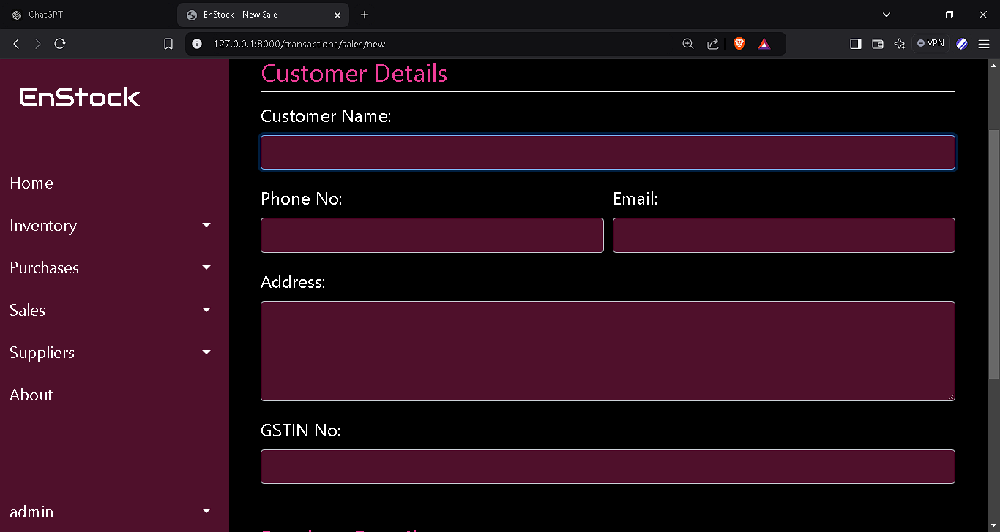 ChatGPT
EnStock - New Sale
127.0.0.1:8000/transactions/sales/new
VPN
EnStock
Home
Inventory
Purchases
Sales
Suppliers
About
admin
Customer Details
Customer Name:
Phone No:
Email:
Address:
GSTIN No: